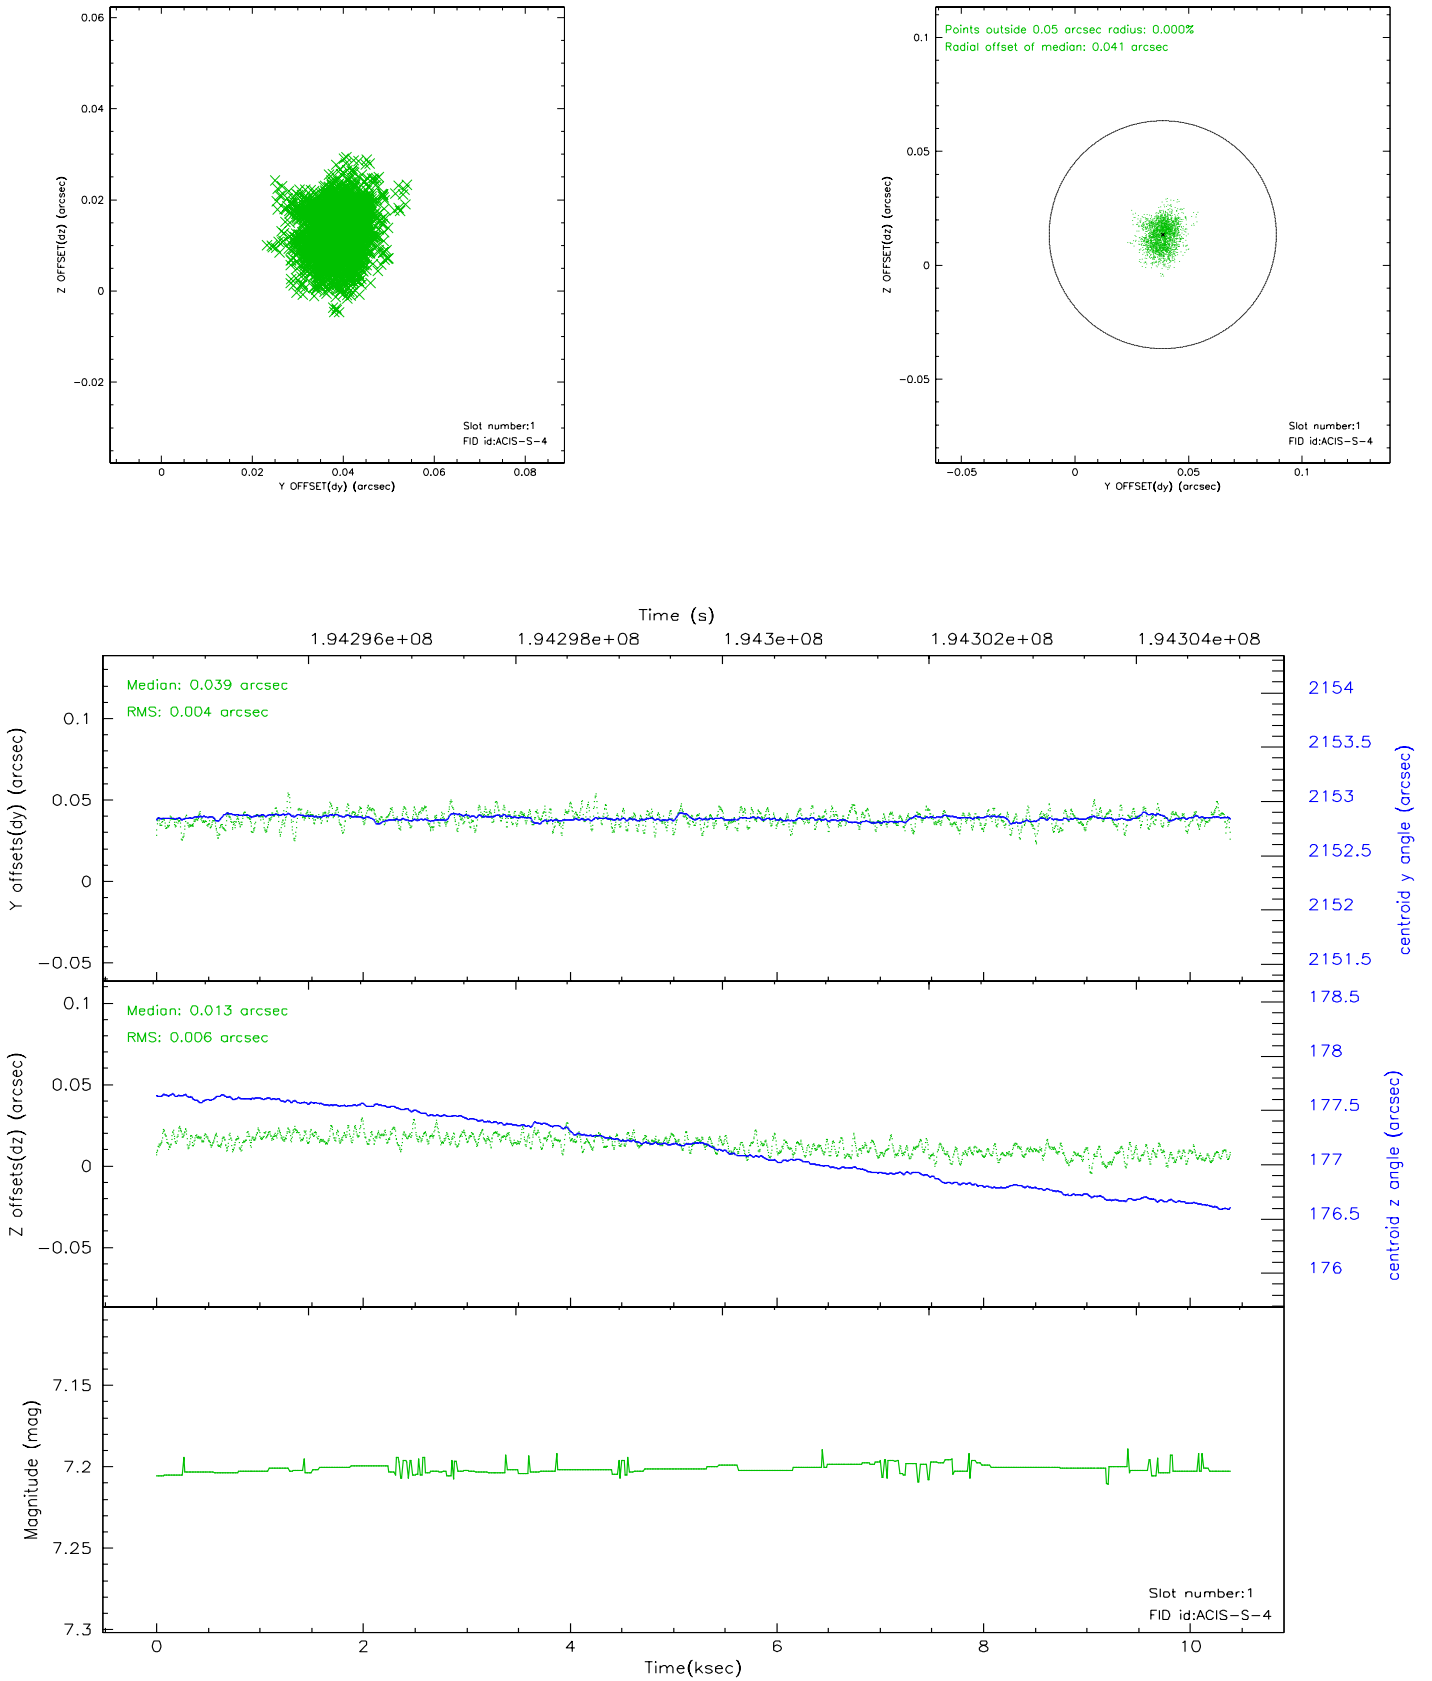 0.06
0.04
0.02
0
−0.02
Z OFFSET(dz) (arcsec)
Slot number:1
FID id:ACIS−S−4
0 0.02 0.04 0.06 0.08
Y OFFSET(dy) (arcsec)
Points outside 0.05 arcsec radius: 0.000%
Radial offset of median: 0.041 arcsec
0.1
0.05
0
−0.05
Z OFFSET(dz) (arcsec)
Slot number:1
FID id:ACIS−S−4
−0.05 0 0.05 0.1
Y OFFSET(dy) (arcsec)
Time (s)
1.94296e+08 1.94298e+08 1.943e+08 1.94302e+08 1.94304e+08
Median: 0.039 arcsec
RMS: 0.004 arcsec
0.1
0.05
0
−0.05
Y offsets(dy) (arcsec)
2154
2153.5
2153
2152.5
2152
2151.5
centroid y angle (arcsec)
Median: 0.013 arcsec
RMS: 0.006 arcsec
0.1
0.05
0
−0.05
Z offsets(dz) (arcsec)
178.5
178
177.5
177
176.5
176
centroid z angle (arcsec)
7.15
7.2
7.25
7.3
Magnitude (mag)
Slot number:1
FID id:ACIS−S−4
0 2 4 6 8 10
Time(ksec)